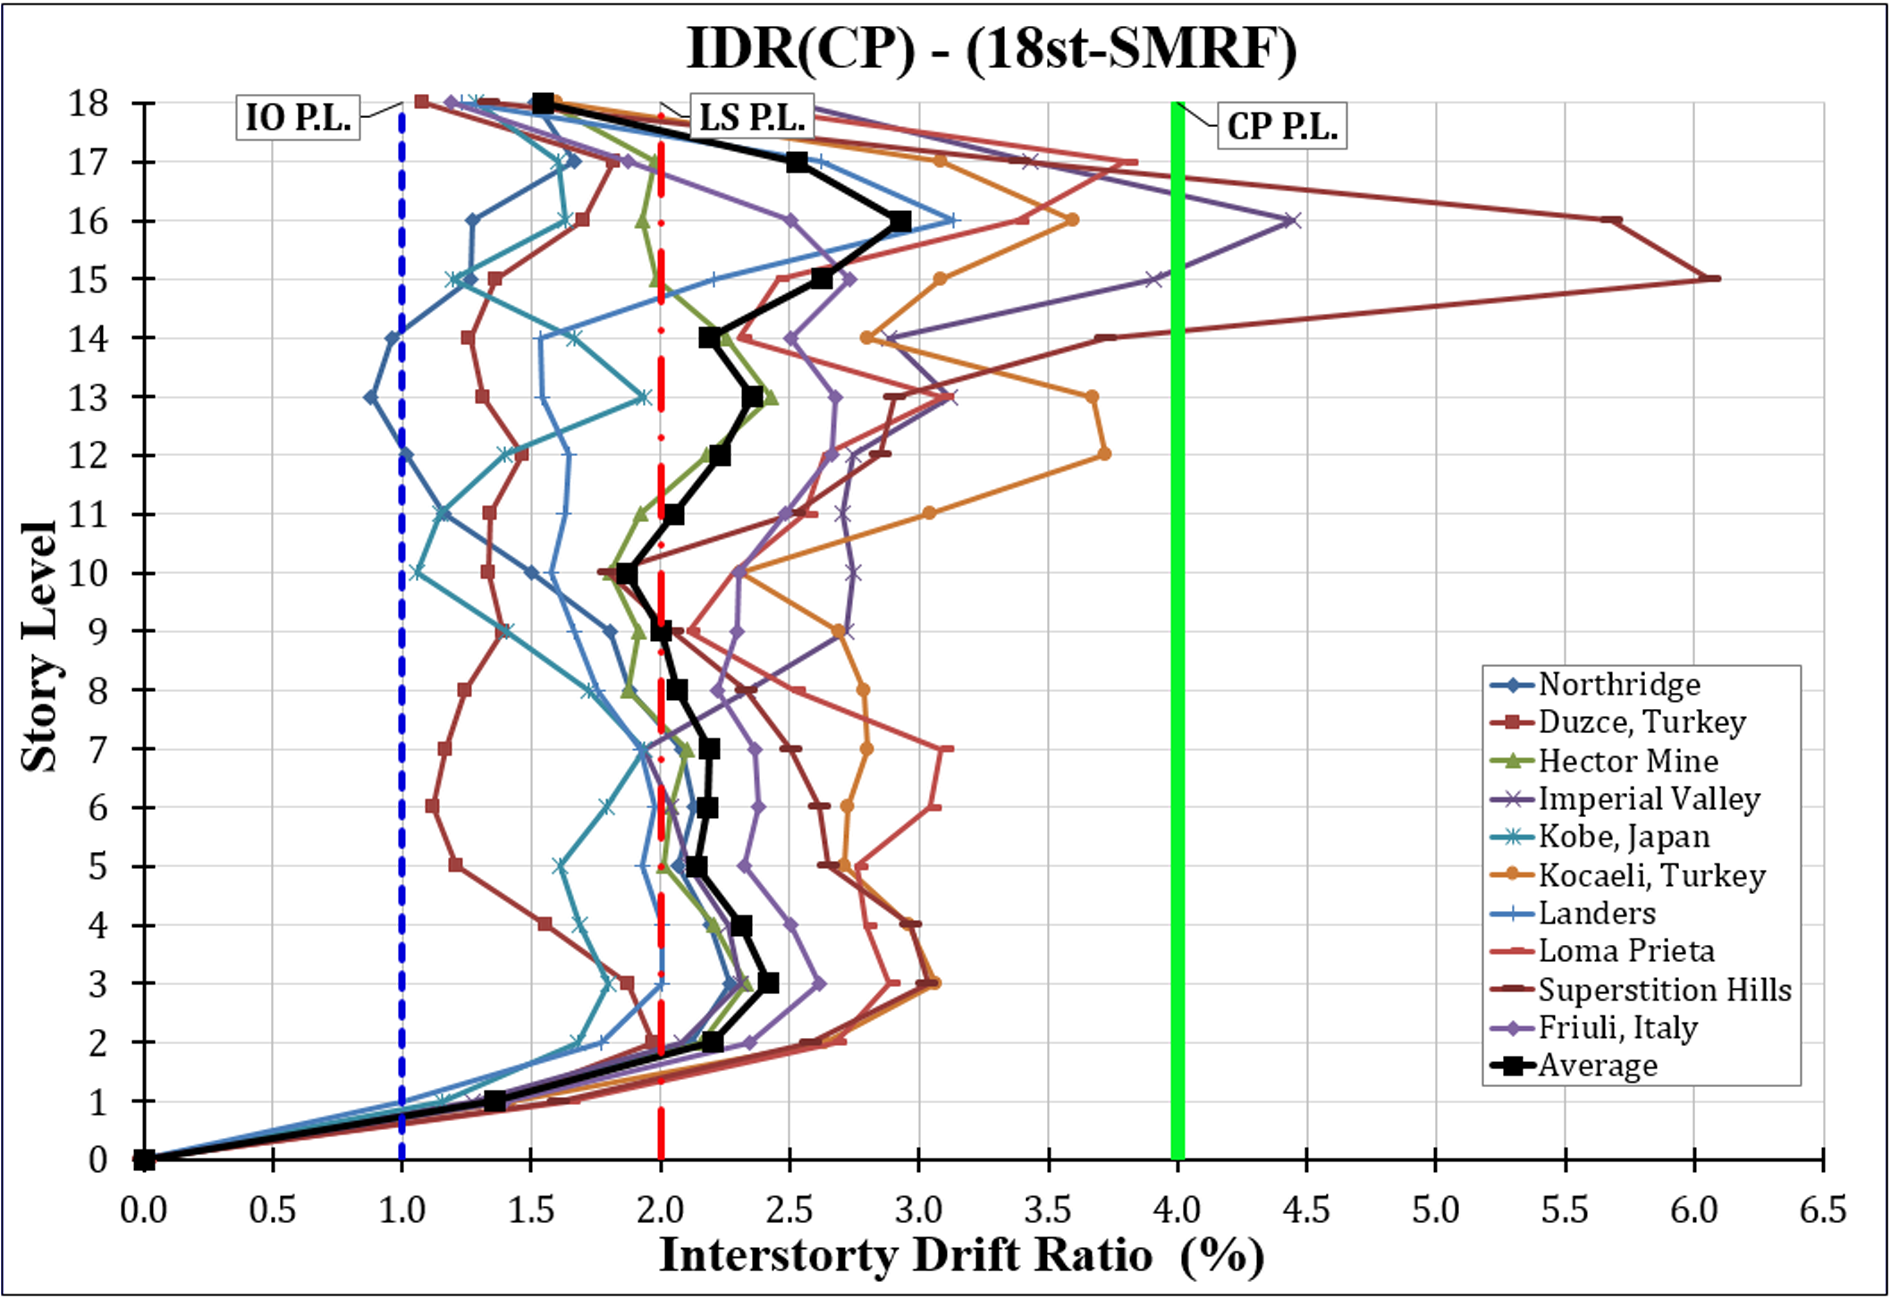 IDR(CP) - (18st-SMRF)
IO P.L.
LS P.L.
CP P.L.
18
17
16
15
14
13
12
11
10
9
8
7
6
5
4
3
2
1
0
Story Level
Northridge
Duzce, Turkey
Hector Mine
Imperial Valley
Kobe, Japan
Kocaeli, Turkey
Landers
Loma Prieta
Superstition Hills
Friuli, Italy
Average
0.0 0.5 1.0 1.5 2.0 2.5 3.0 3.5 4.0 4.5 5.0 5.5 6.0 6.5
Interstorty Drift Ratio (%)